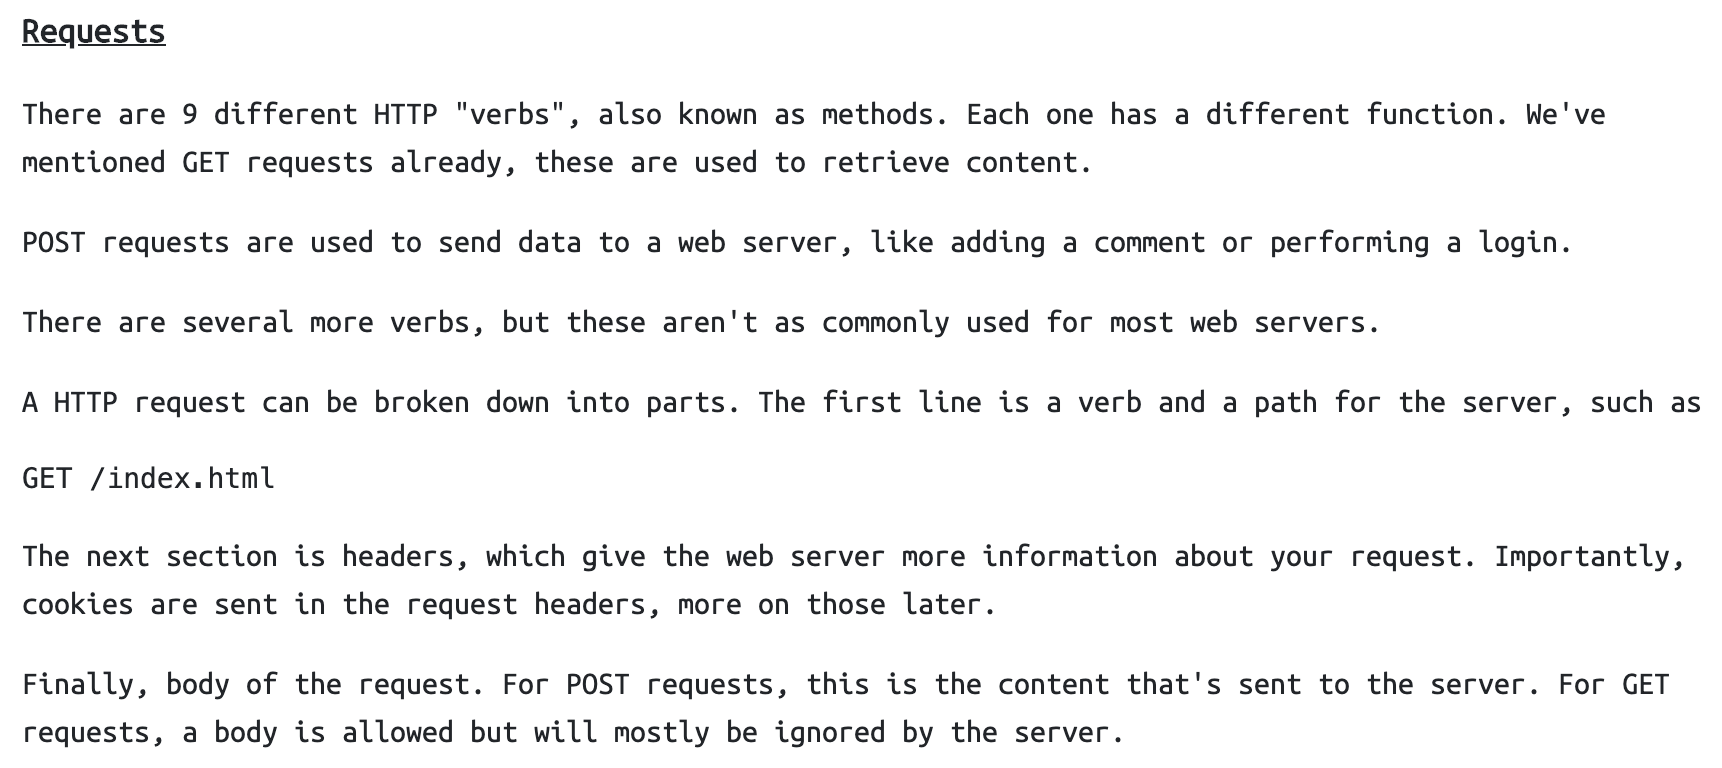 Requests
There are 9 different HTTP "verbs", also known as methods. Each one has a different function. We've
mentioned GET requests already, these are used to retrieve content.
POST requests are used to send data to a web server, like adding a comment or performing a login.
There are several more verbs, but these aren't as commonly used for most web servers.
A HTTP request can be broken down into parts. The first line is a verb and a path for the server, such as
GET /index.html
The next section is headers, which give the web server more information about your request. Importantly,
cookies are sent in the request headers, more on those later.
Finally, body of the request. For POST requests, this is the content that's sent to the server. For GET
requests, a body is allowed but will mostly be ignored by the server.